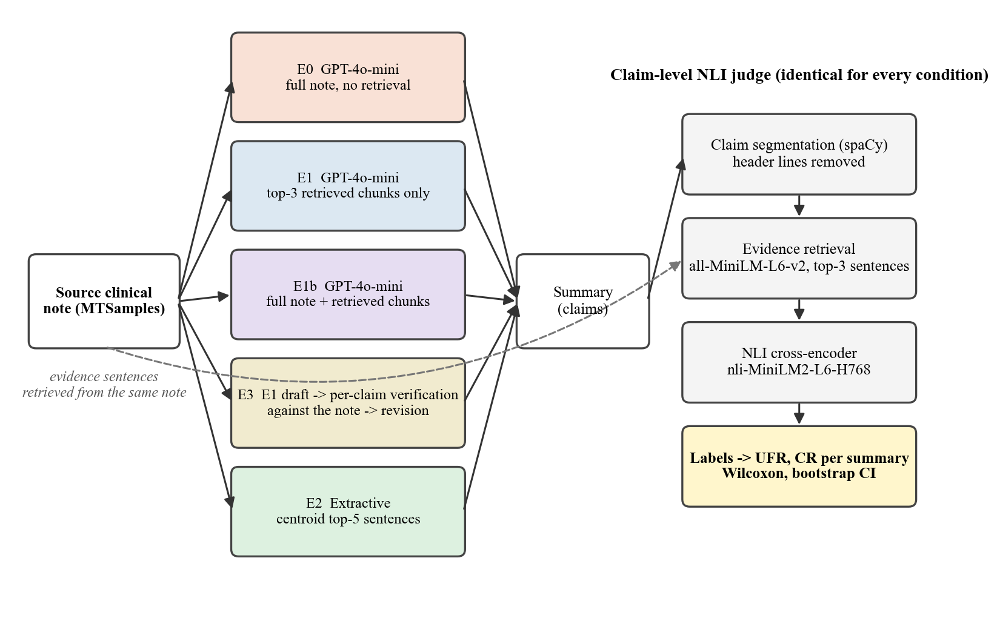 Source clinical
note (MTSamples)
evidence sentences
retrieved from the same note
E0  GPT-4o-mini
full note, no retrieval
E1  GPT-4o-mini
top-3 retrieved chunks only
E1b  GPT-4o-mini
full note + retrieved chunks
E3  E1 draft -> per-claim verification
against the note -> revision
E2  Extractive
centroid top-5 sentences
Summary
(claims)
Claim-level NLI judge (identical for every condition)
Claim segmentation (spaCy)
header lines removed
Evidence retrieval
all-MiniLM-L6-v2, top-3 sentences
NLI cross-encoder
nli-MiniLM2-L6-H768
Labels -> UFR, CR per summary
Wilcoxon, bootstrap CI